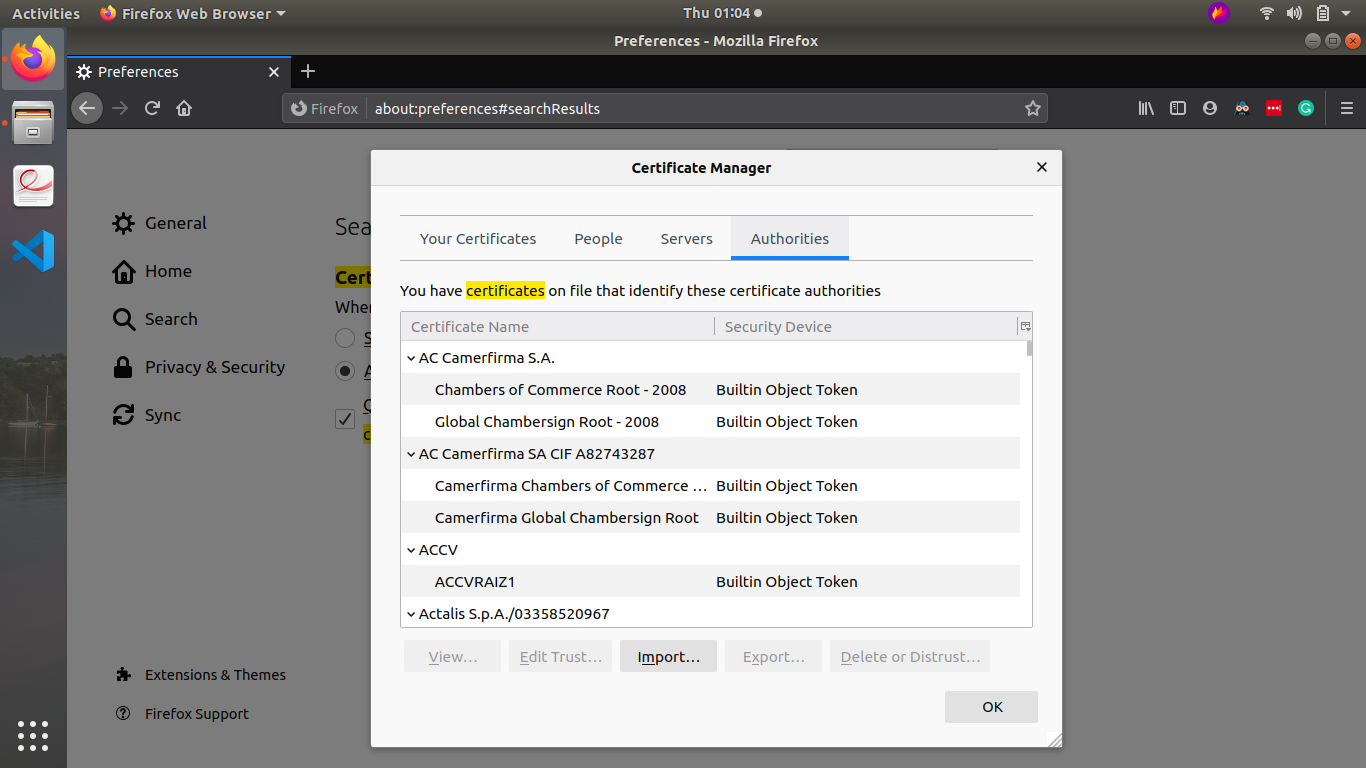 Activities Firefox Web Browser Thu 01:04
Preferences - Mozilla Firefox
Preferences
Firefox about:preferences#searchResults
Certificate Manager
General
Home
Search
Privacy & Security
Sync
Extensions & Themes
Firefox Support
Sea
Cert
When
S
A
Your Certificates People Servers Authorities
You have certificates on file that identify these certificate authorities
Certificate Name Security Device
AC Camerfirma S.A.
Chambers of Commerce Root - 2008 Builtin Object Token
Global Chambersign Root - 2008 Builtin Object Token
AC Camerfirma SA CIF A82743287
Camerfirma Chambers of Commerce … Builtin Object Token
Camerfirma Global Chambersign Root Builtin Object Token
ACCV
ACCVRAIZ1 Builtin Object Token
Actalis S.p.A./03358520967
View… Edit Trust… Import… Export… Delete or Distrust…
OK